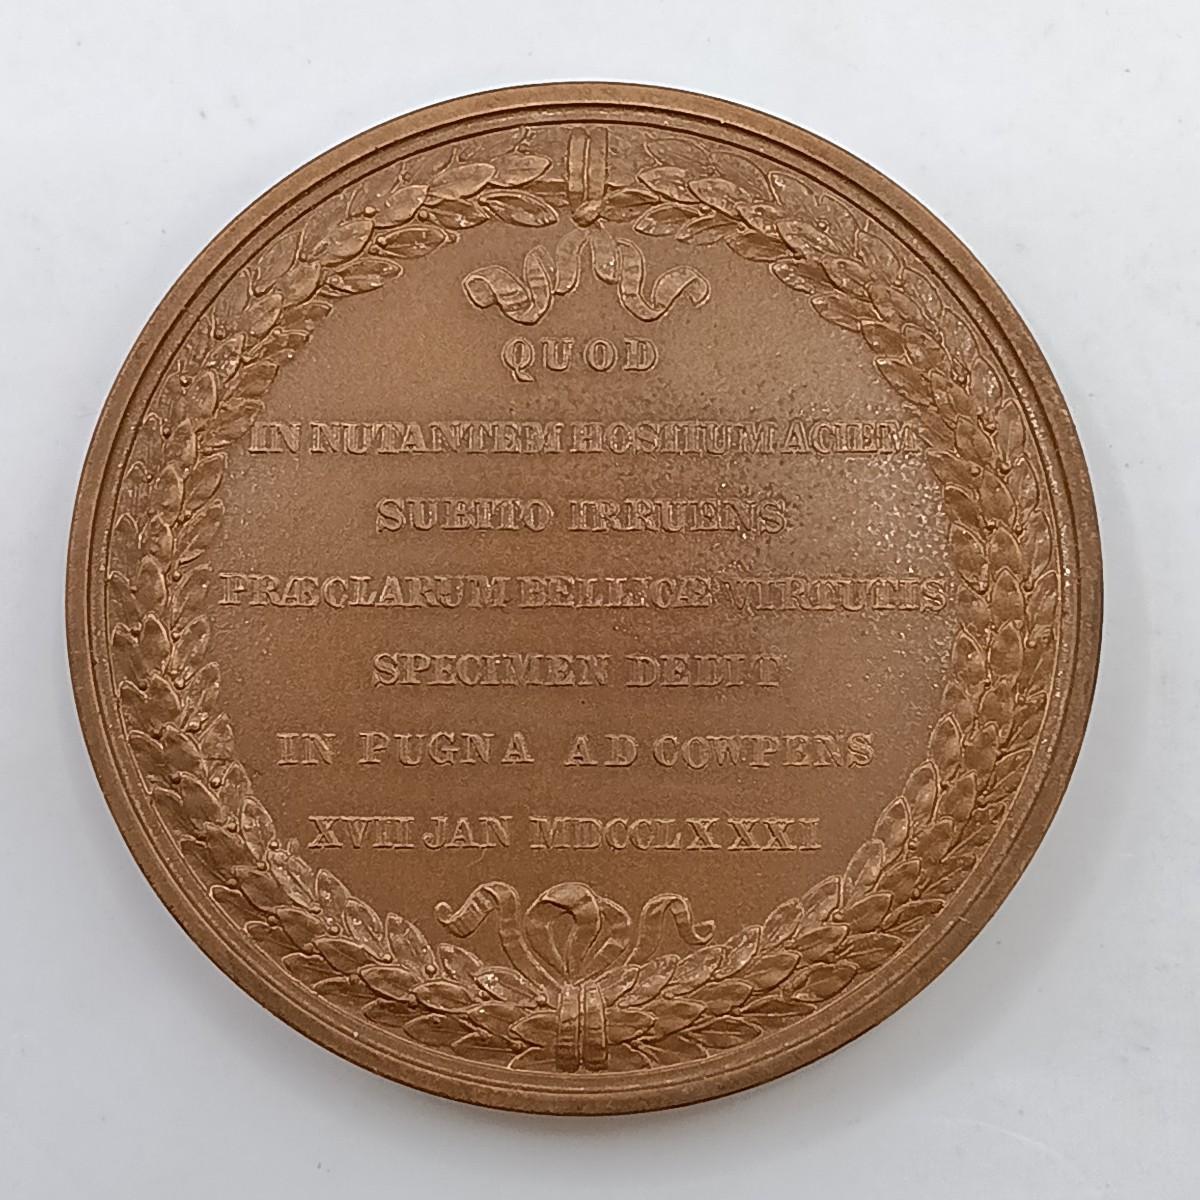 QUOD
IN NUTANTEM HOSTIUM ACIEM
SUBITO IRRUENS
PRÆCLARUM BELLICÆ VIRTUTIS
SPECIMEN DEDIT
IN PUGNA AD COWPENS
XVII JAN MDCCLXXXI